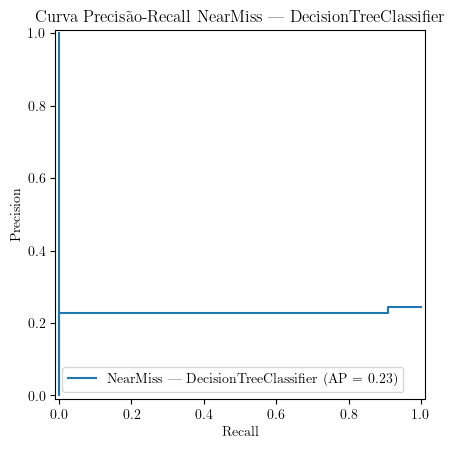 Curva Precisão-Recall NearMiss — DecisionTreeClassifier
1.0
0.8
0.6
0.4
0.2
0.0
Precision
NearMiss — DecisionTreeClassifier (AP = 0.23)
0.0 0.2 0.4 0.6 0.8 1.0
Recall